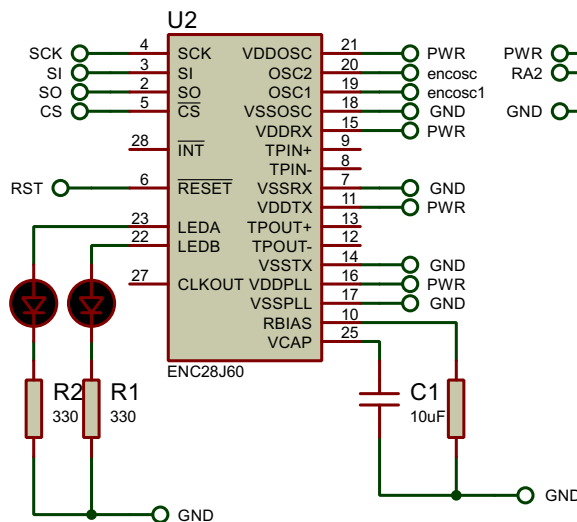 U2
SCK 4 SCK VDDOSC 21 PWR PWR
SI 3 SI OSC2 20 encosc RA2
SO 2 SO OSC1 19 encosc1
CS 5 CS VSSOSC 18 GND GND
VDDRX 15 PWR
28 INT TPIN+ 9
TPIN- 8
RST 6 RESET VSSRX 7 GND
VDDTX 11 PWR
23 LEDA TPOUT+ 13
22 LEDB TPOUT- 12
VSSTX 14 GND
27 CLKOUT VDDPLL 16 PWR
VSSPLL 17 GND
RBIAS 10
VCAP 25
ENC28J60
R2 R1 C1
330 330 10uF
GND
GND